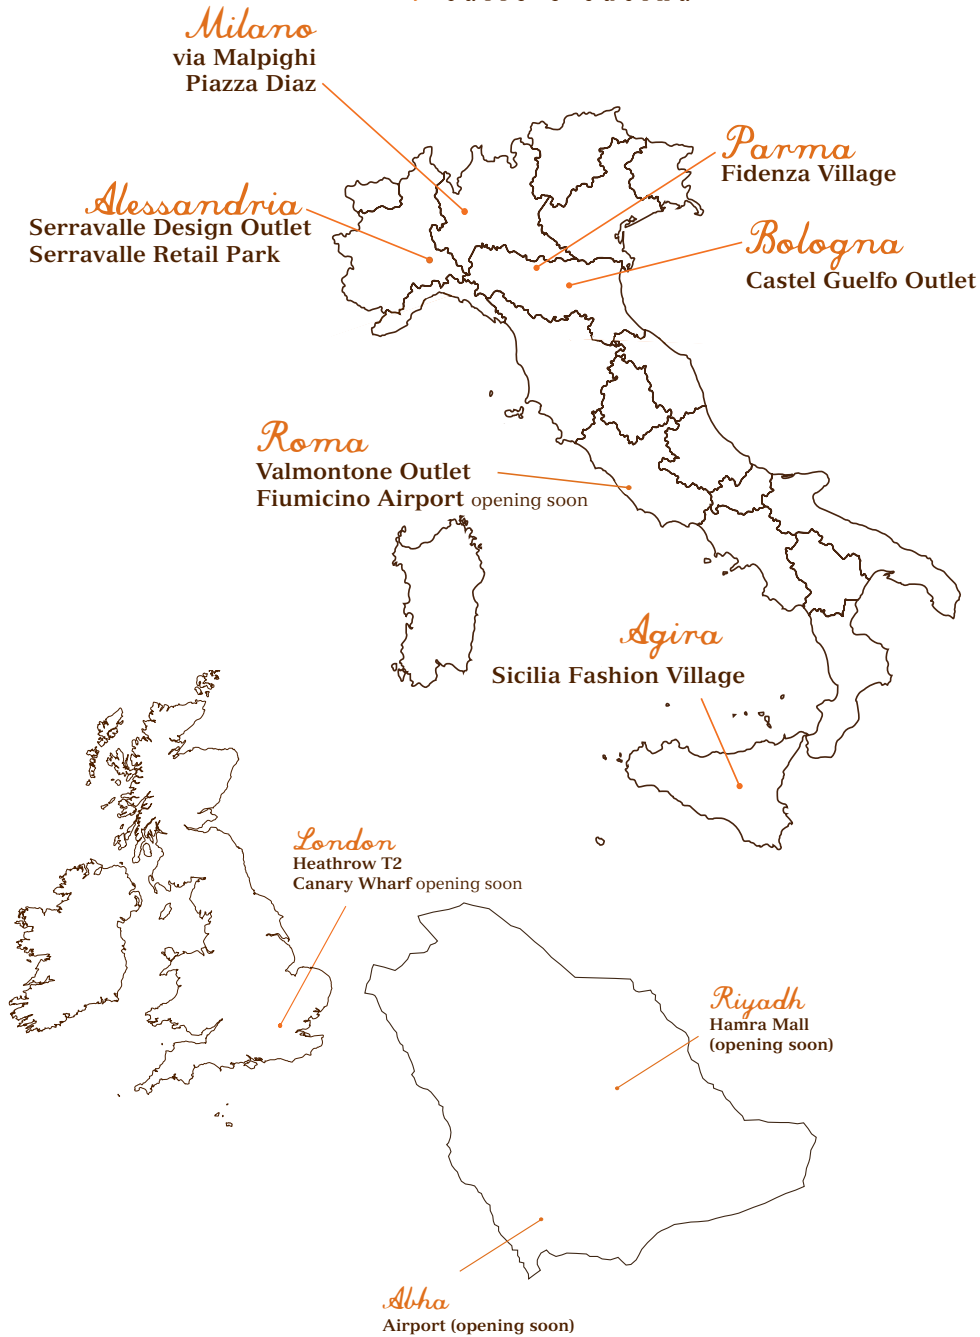 Milano
via Malpighi
Piazza Diaz
Parma
Fidenza Village
Alessandria
Serravalle Design Outlet
Serravalle Retail Park
Bologna
Castel Guelfo Outlet
Roma
Valmontone Outlet
Fiumicino Airport opening soon
Agira
Sicilia Fashion Village
London
Heathrow T2
Canary Wharf opening soon
Riyadh
Hamra Mall
(opening soon)
Abha
Airport (opening soon)